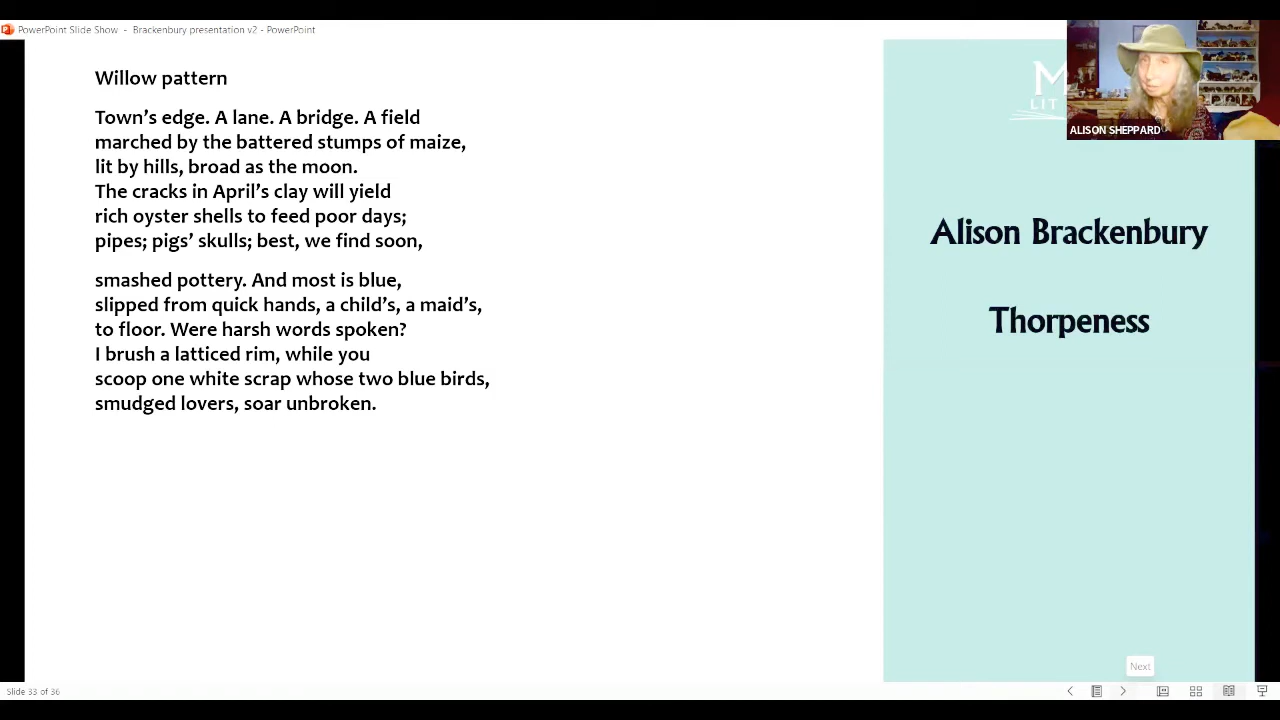 PowerPoint Slide Show - Brackenbury presentation v2 - PowerPoint
Willow pattern
Town's edge. A lane. A bridge. A field
marched by the battered stumps of maize,
lit by hills, broad as the moon.
The cracks in April's clay will yield
rich oyster shells to feed poor days;
pipes; pigs' skulls; best, we find soon,
smashed pottery. And most is blue,
slipped from quick hands, a child's, a maid's,
to floor. Were harsh words spoken?
I brush a latticed rim, while you
scoop one white scrap whose two blue birds,
smudged lovers, soar unbroken.
M
LIT
ALISON SHEPPARD
Alison Brackenbury
Thorpeness
Next
Slide 33 of 36